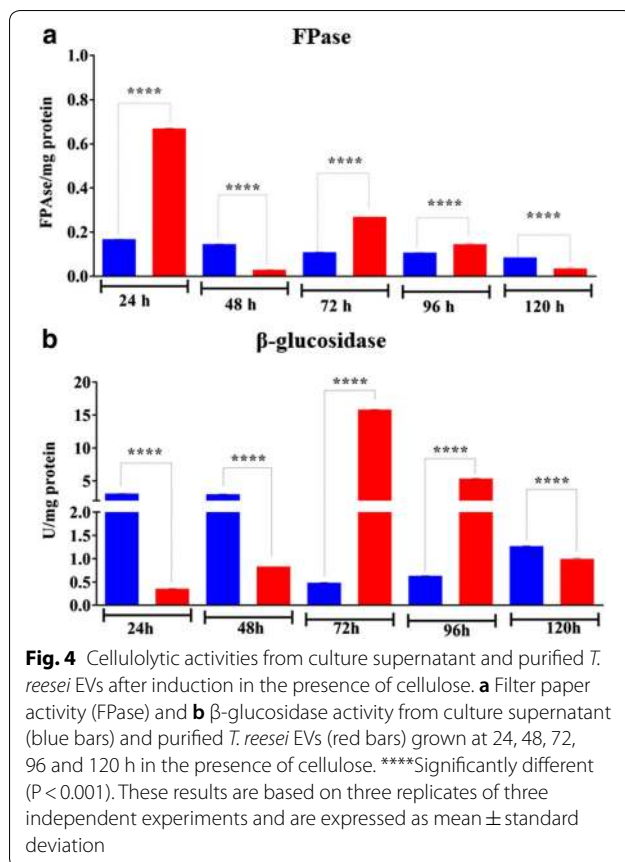 a
FPase
FPAse/mg protein
1.0
0.8
0.6
0.4
0.2
0.0
****
****
****
****
****
24 h
48 h
72 h
96 h
120 h
b
β-glucosidase
U/mg protein
20
15
10
5
2.0
1.5
1.0
0.5
0.0
****
****
****
****
****
24h
48h
72h
96h
120h
Fig. 4 Cellulolytic activities from culture supernatant and purified T.
reesei EVs after induction in the presence of cellulose. a Filter paper
activity (FPase) and b β-glucosidase activity from culture supernatant
(blue bars) and purified T. reesei EVs (red bars) grown at 24, 48, 72,
96 and 120 h in the presence of cellulose. ****Significantly different
(P < 0.001). These results are based on three replicates of three
independent experiments and are expressed as mean ± standard
deviation